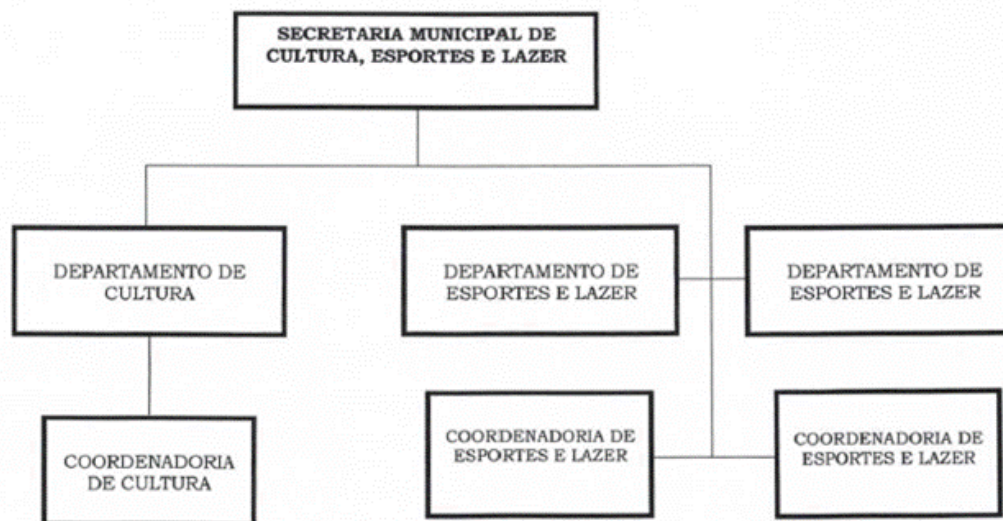 SECRETARIA MUNICIPAL DE
CULTURA, ESPORTES E LAZER
DEPARTAMENTO DE
CULTURA
DEPARTAMENTO DE
ESPORTES E LAZER
DEPARTAMENTO DE
ESPORTES E LAZER
COORDENADORIA
DE CULTURA
COORDENADORIA DE
ESPORTES E LAZER
COORDENADORIA DE
ESPORTES E LAZER